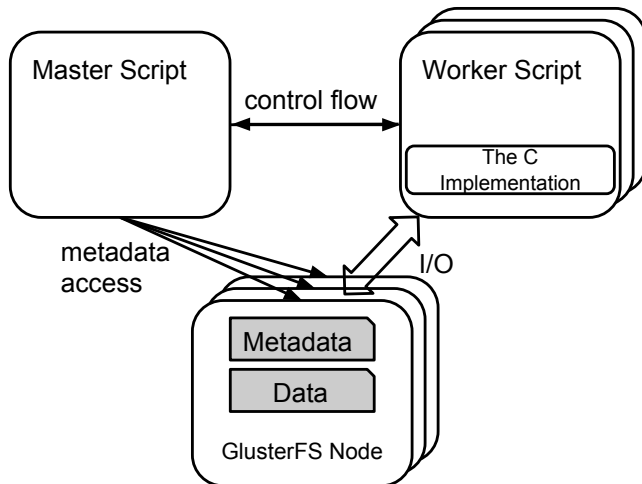 Master Script
Worker Script
control flow
The C
Implementation
metadata
access
I/O
Metadata
Data
GlusterFS Node